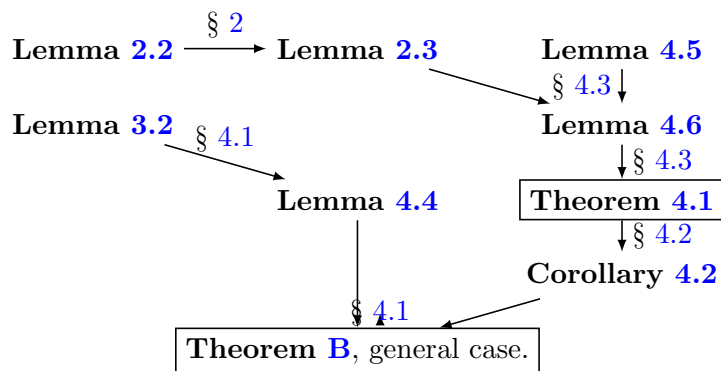 § 2
Lemma 2.2 Lemma 2.3 Lemma 4.5
§ 4.3
Lemma 3.2 § 4.1 Lemma 4.6
§ 4.3
Lemma 4.4 Theorem 4.1
§ 4.2
Corollary 4.2
§ 4.1
Theorem B, general case.